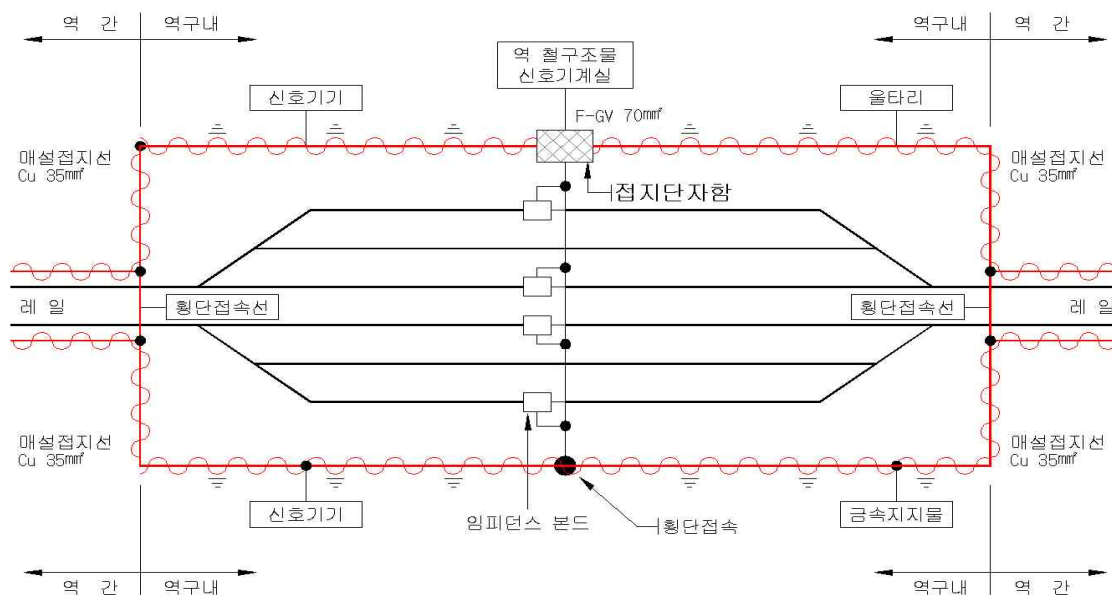 역 간
역구내
역구내
역 간
역 철구조물
신호기계실
신호기기
울타리
F-GV 70㎟
매설접지선
Cu 35㎟
매설접지선
Cu 35㎟
접지단자함
레 일
횡단접속선
횡단접속선
레 일
매설접지선
Cu 35㎟
매설접지선
Cu 35㎟
신호기기
임피던스 본드
횡단접속
금속지지물
역 간
역구내
역구내
역 간